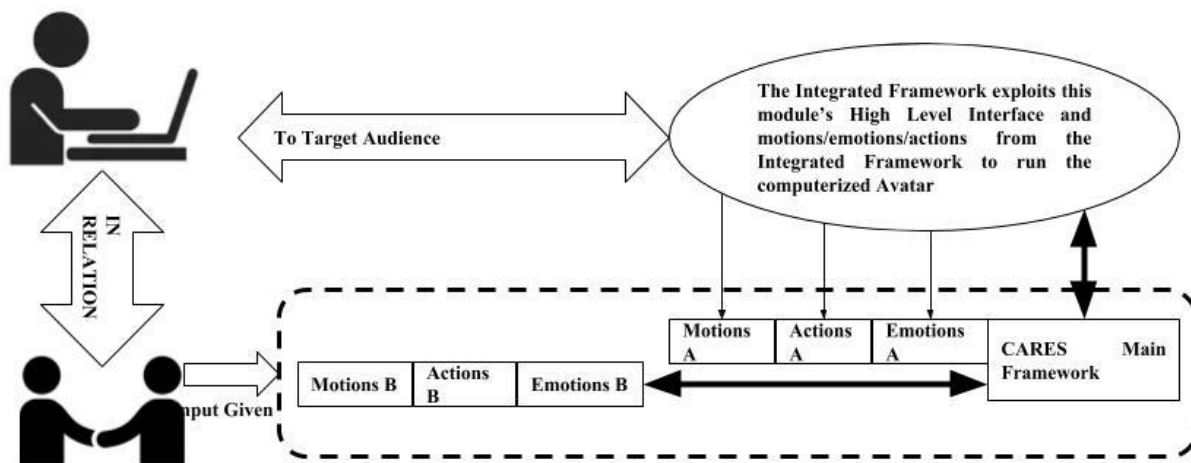 The Integrated Framework exploits this
module's High Level Interface and
motions/emotions/actions from the
Integrated Framework to run the
computerized Avatar
To Target Audience
IN
RELATION
Motions
A
Actions
A
Emotions
A
CARES Main
Framework
Motions B
Actions
B
Emotions B
nput Given